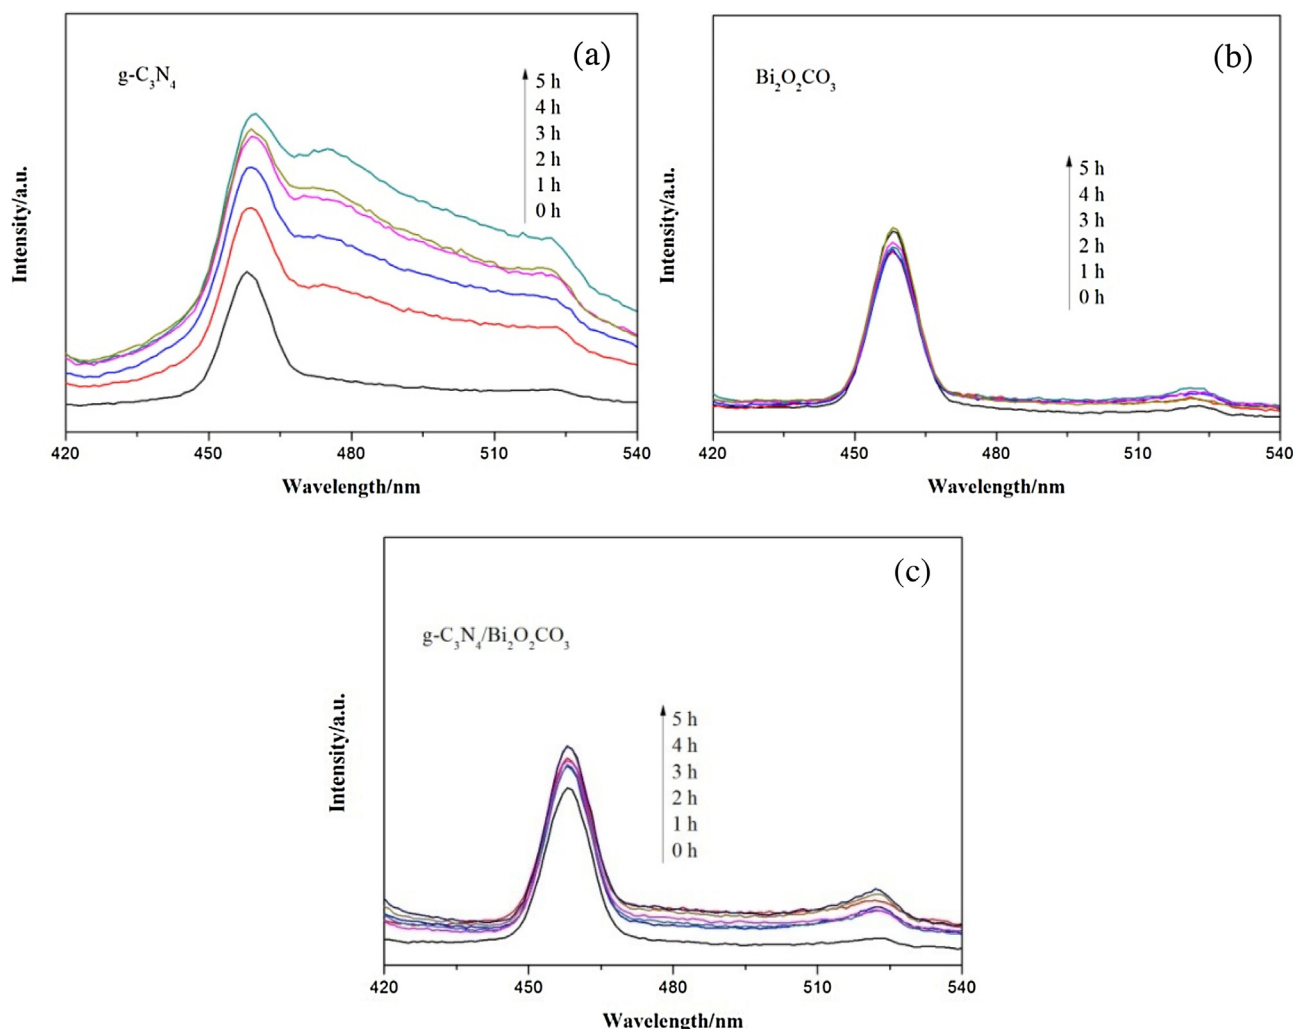 (a)
g-C₃N₄
5 h
4 h
3 h
2 h
1 h
0 h
Intensity/a.u.
420 450 480 510 540
Wavelength/nm
(b)
Bi₂O₂CO₃
5 h
4 h
3 h
2 h
1 h
0 h
Intensity/a.u.
420 450 480 510 540
Wavelength/nm
(c)
g-C₃N₄/Bi₂O₂CO₃
5 h
4 h
3 h
2 h
1 h
0 h
Intensity/a.u.
420 450 480 510 540
Wavelength/nm